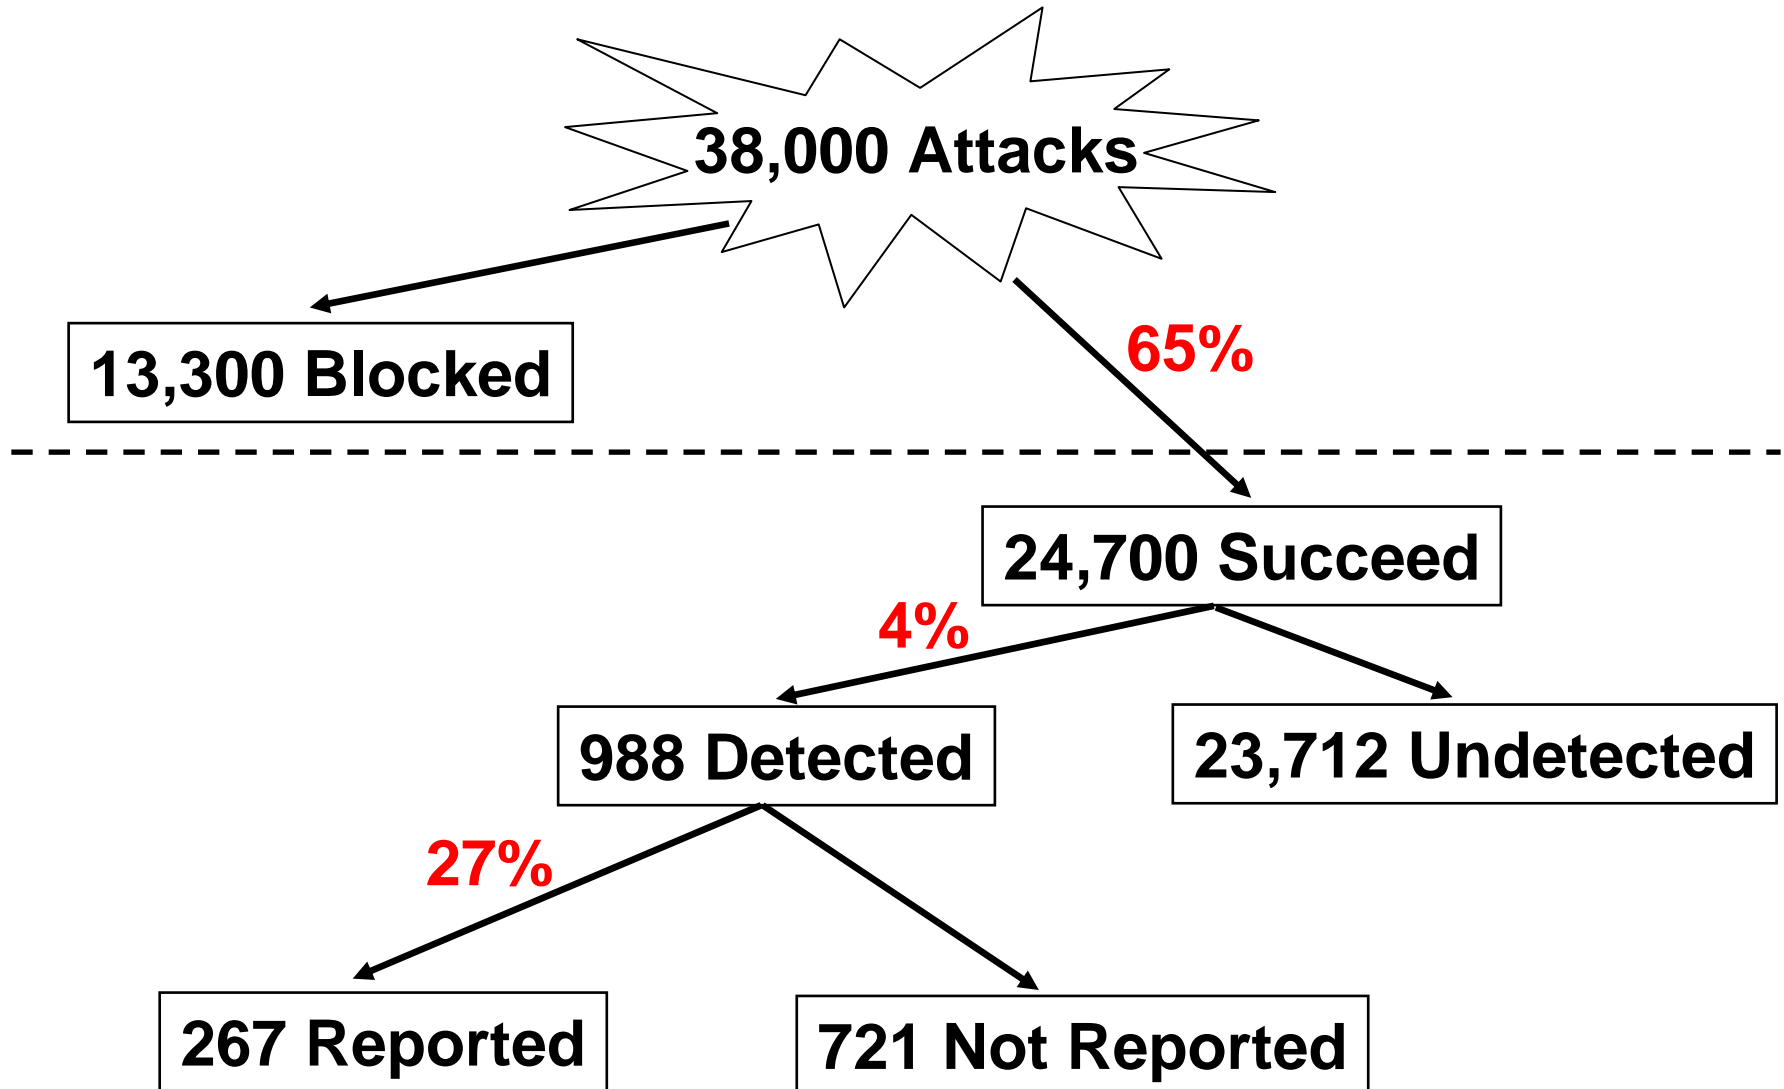 38,000 Attacks
65%
13,300 Blocked
24,700 Succeed
4%
988 Detected
23,712 Undetected
27%
267 Reported
721 Not Reported